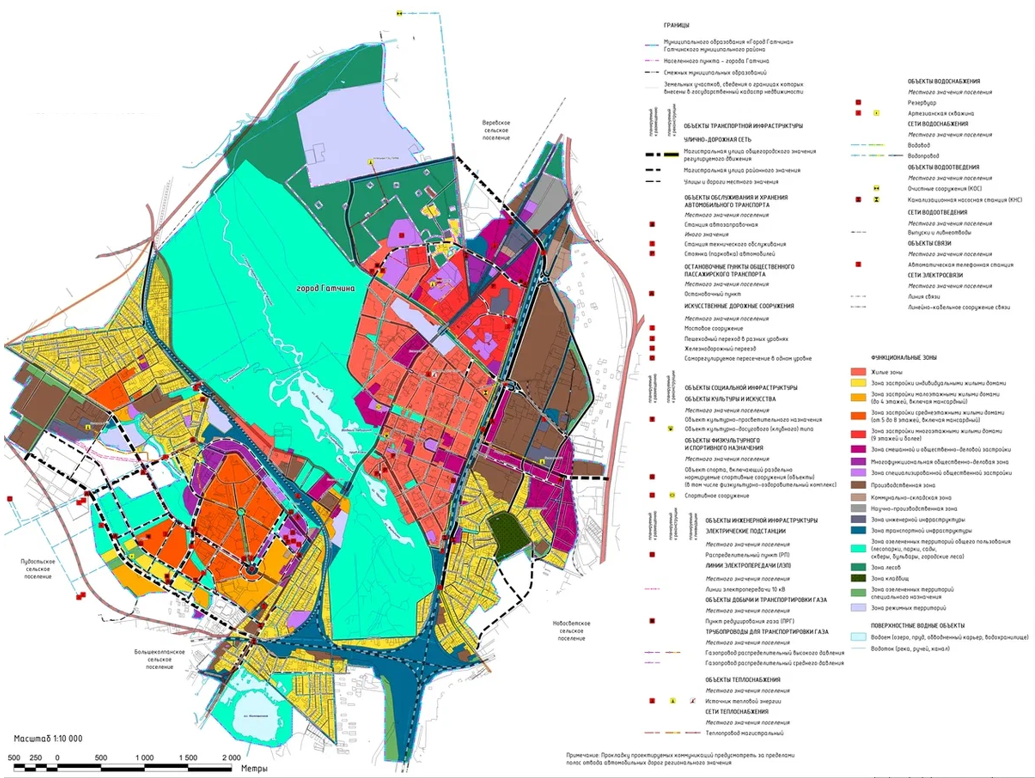 город Гатчина
Веревское
сельское
поселение
Пудостьское
сельское
поселение
Большеколпанское
сельское
поселение
Новосветское
сельское
поселение
Масштаб 1:10 000
500 250 0 500 1 000 1 500 2 000
Метры
ГРАНИЦЫ
Муниципального образования «Город Гатчина»
Гатчинского муниципального района
Населенного пункта - города Гатчина
Смежных муниципальных образований
Земельных участков, сведения о границах которых
внесены в государственный кадастр недвижимости
ОБЪЕКТЫ ТРАНСПОРТНОЙ ИНФРАСТРУКТУРЫ
УЛИЧНО-ДОРОЖНАЯ СЕТЬ
Магистральная улица общегородского значения
регулируемого движения
Магистральная улица районного значения
Улицы и дороги местного значения
ОБЪЕКТЫ ОБСЛУЖИВАНИЯ И ХРАНЕНИЯ
АВТОМОБИЛЬНОГО ТРАНСПОРТА
Местного значения поселения
Станция автозаправочная
Иного значения
Станция технического обслуживания
Стоянка (парковка) автомобилей
ОСТАНОВОЧНЫЕ ПУНКТЫ ОБЩЕСТВЕННОГО
ПАССАЖИРСКОГО ТРАНСПОРТА
Местного значения поселения
Остановочный пункт
ИСКУССТВЕННЫЕ ДОРОЖНЫЕ СООРУЖЕНИЯ
Местного значения поселения
Мостовое сооружение
Пешеходный переход в разных уровнях
Железнодорожный переезд
Саморегулируемое пересечение в одном уровне
ОБЪЕКТЫ СОЦИАЛЬНОЙ ИНФРАСТРУКТУРЫ
ОБЪЕКТЫ КУЛЬТУРЫ И ИСКУССТВА
Местного значения поселения
Объект культурно-просветительного назначения
Объект культурно-досугового (клубного) типа
ОБЪЕКТЫ ФИЗКУЛЬТУРНОГО
И СПОРТИВНОГО НАЗНАЧЕНИЯ
Местного значения поселения
Объект спорта, включающий раздельно
нормируемые спортивные сооружения (объекты)
(в том числе физкультурно-оздоровительный комплекс)
Спортивное сооружение
ОБЪЕКТЫ ИНЖЕНЕРНОЙ ИНФРАСТРУКТУРЫ
ЭЛЕКТРИЧЕСКИЕ ПОДСТАНЦИИ
Местного значения поселения
Распределительный пункт (РП)
ЛИНИИ ЭЛЕКТРОПЕРЕДАЧИ (ЛЭП)
Местного значения поселения
Линии электропередачи 10 кВ
ОБЪЕКТЫ ДОБЫЧИ И ТРАНСПОРТИРОВКИ ГАЗА
Местного значения поселения
Пункт редуцирования газа (ПРГ)
ТРУБОПРОВОДЫ ДЛЯ ТРАНСПОРТИРОВКИ ГАЗА
Местного значения поселения
Газопровод распределительный высокого давления
Газопровод распределительный среднего давления
ОБЪЕКТЫ ТЕПЛОСНАБЖЕНИЯ
Местного значения поселения
Источник тепловой энергии
СЕТИ ТЕПЛОСНАБЖЕНИЯ
Местного значения поселения
Теплопровод магистральный
Примечание: Прокладку проектируемых коммуникаций предусмотреть за пределами
полос отвода автомобильных дорог регионального значения
ОБЪЕКТЫ ВОДОСНАБЖЕНИЯ
Местного значения поселения
Резервуар
Артезианская скважина
СЕТИ ВОДОСНАБЖЕНИЯ
Местного значения поселения
Водовод
Водопровод
ОБЪЕКТЫ ВОДООТВЕДЕНИЯ
Местного значения поселения
Очистные сооружения (КОС)
Канализационная насосная станция (КНС)
СЕТИ ВОДООТВЕДЕНИЯ
Местного значения поселения
Выпуски и ливнеотводы
ОБЪЕКТЫ СВЯЗИ
Местного значения поселения
Автоматическая телефонная станция
СЕТИ ЭЛЕКТРОСВЯЗИ
Местного значения поселения
Линия связи
Линейно-кабельное сооружение связи
ФУНКЦИОНАЛЬНЫЕ ЗОНЫ
Жилые зоны
Зона застройки индивидуальными жилыми домами
Зона застройки малоэтажными жилыми домами
(до 4 этажей, включая мансардный)
Зона застройки среднеэтажными жилыми домами
(от 5 до 8 этажей, включая мансардный)
Зона застройки многоэтажными жилыми домами
(9 этажей и более)
Зона смешанной и общественно-деловой застройки
Многофункциональная общественно-деловая зона
Зона специализированной общественной застройки
Производственная зона
Коммунально-складская зона
Научно-производственная зона
Зона инженерной инфраструктуры
Зона транспортной инфраструктуры
Зона озелененных территорий общего пользования
(лесопарки, парки, сады,
скверы, бульвары, городские леса)
Зона лесов
Зона кладбищ
Зона озелененных территорий
специального назначения
Зона режимных территорий
ПОВЕРХНОСТНЫЕ ВОДНЫЕ ОБЪЕКТЫ
Водоем (озеро, пруд, обводненный карьер, водохранилище)
Водоток (река, ручей, канал)